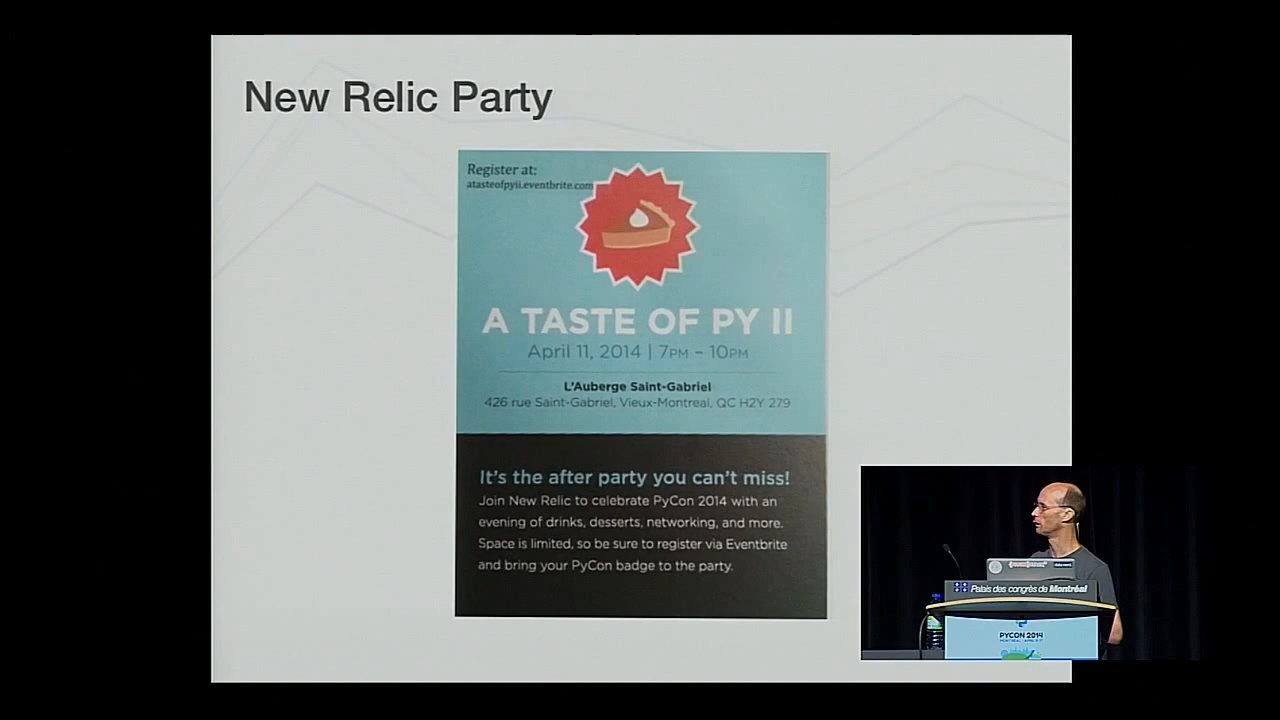 New Relic Party
Register at:
atasteofpyii.eventbrite.com
A TASTE OF PY II
April 11, 2014 | 7PM – 10PM
L'Auberge Saint-Gabriel
426 rue Saint-Gabriel, Vieux-Montreal, QC H2Y 279
It's the after party you can't miss!
Join New Relic to celebrate PyCon 2014 with an
evening of drinks, desserts, networking, and more.
Space is limited, so be sure to register via Eventbrite
and bring your PyCon badge to the party.
Palais des congrès de Montréal
PYCON 2014